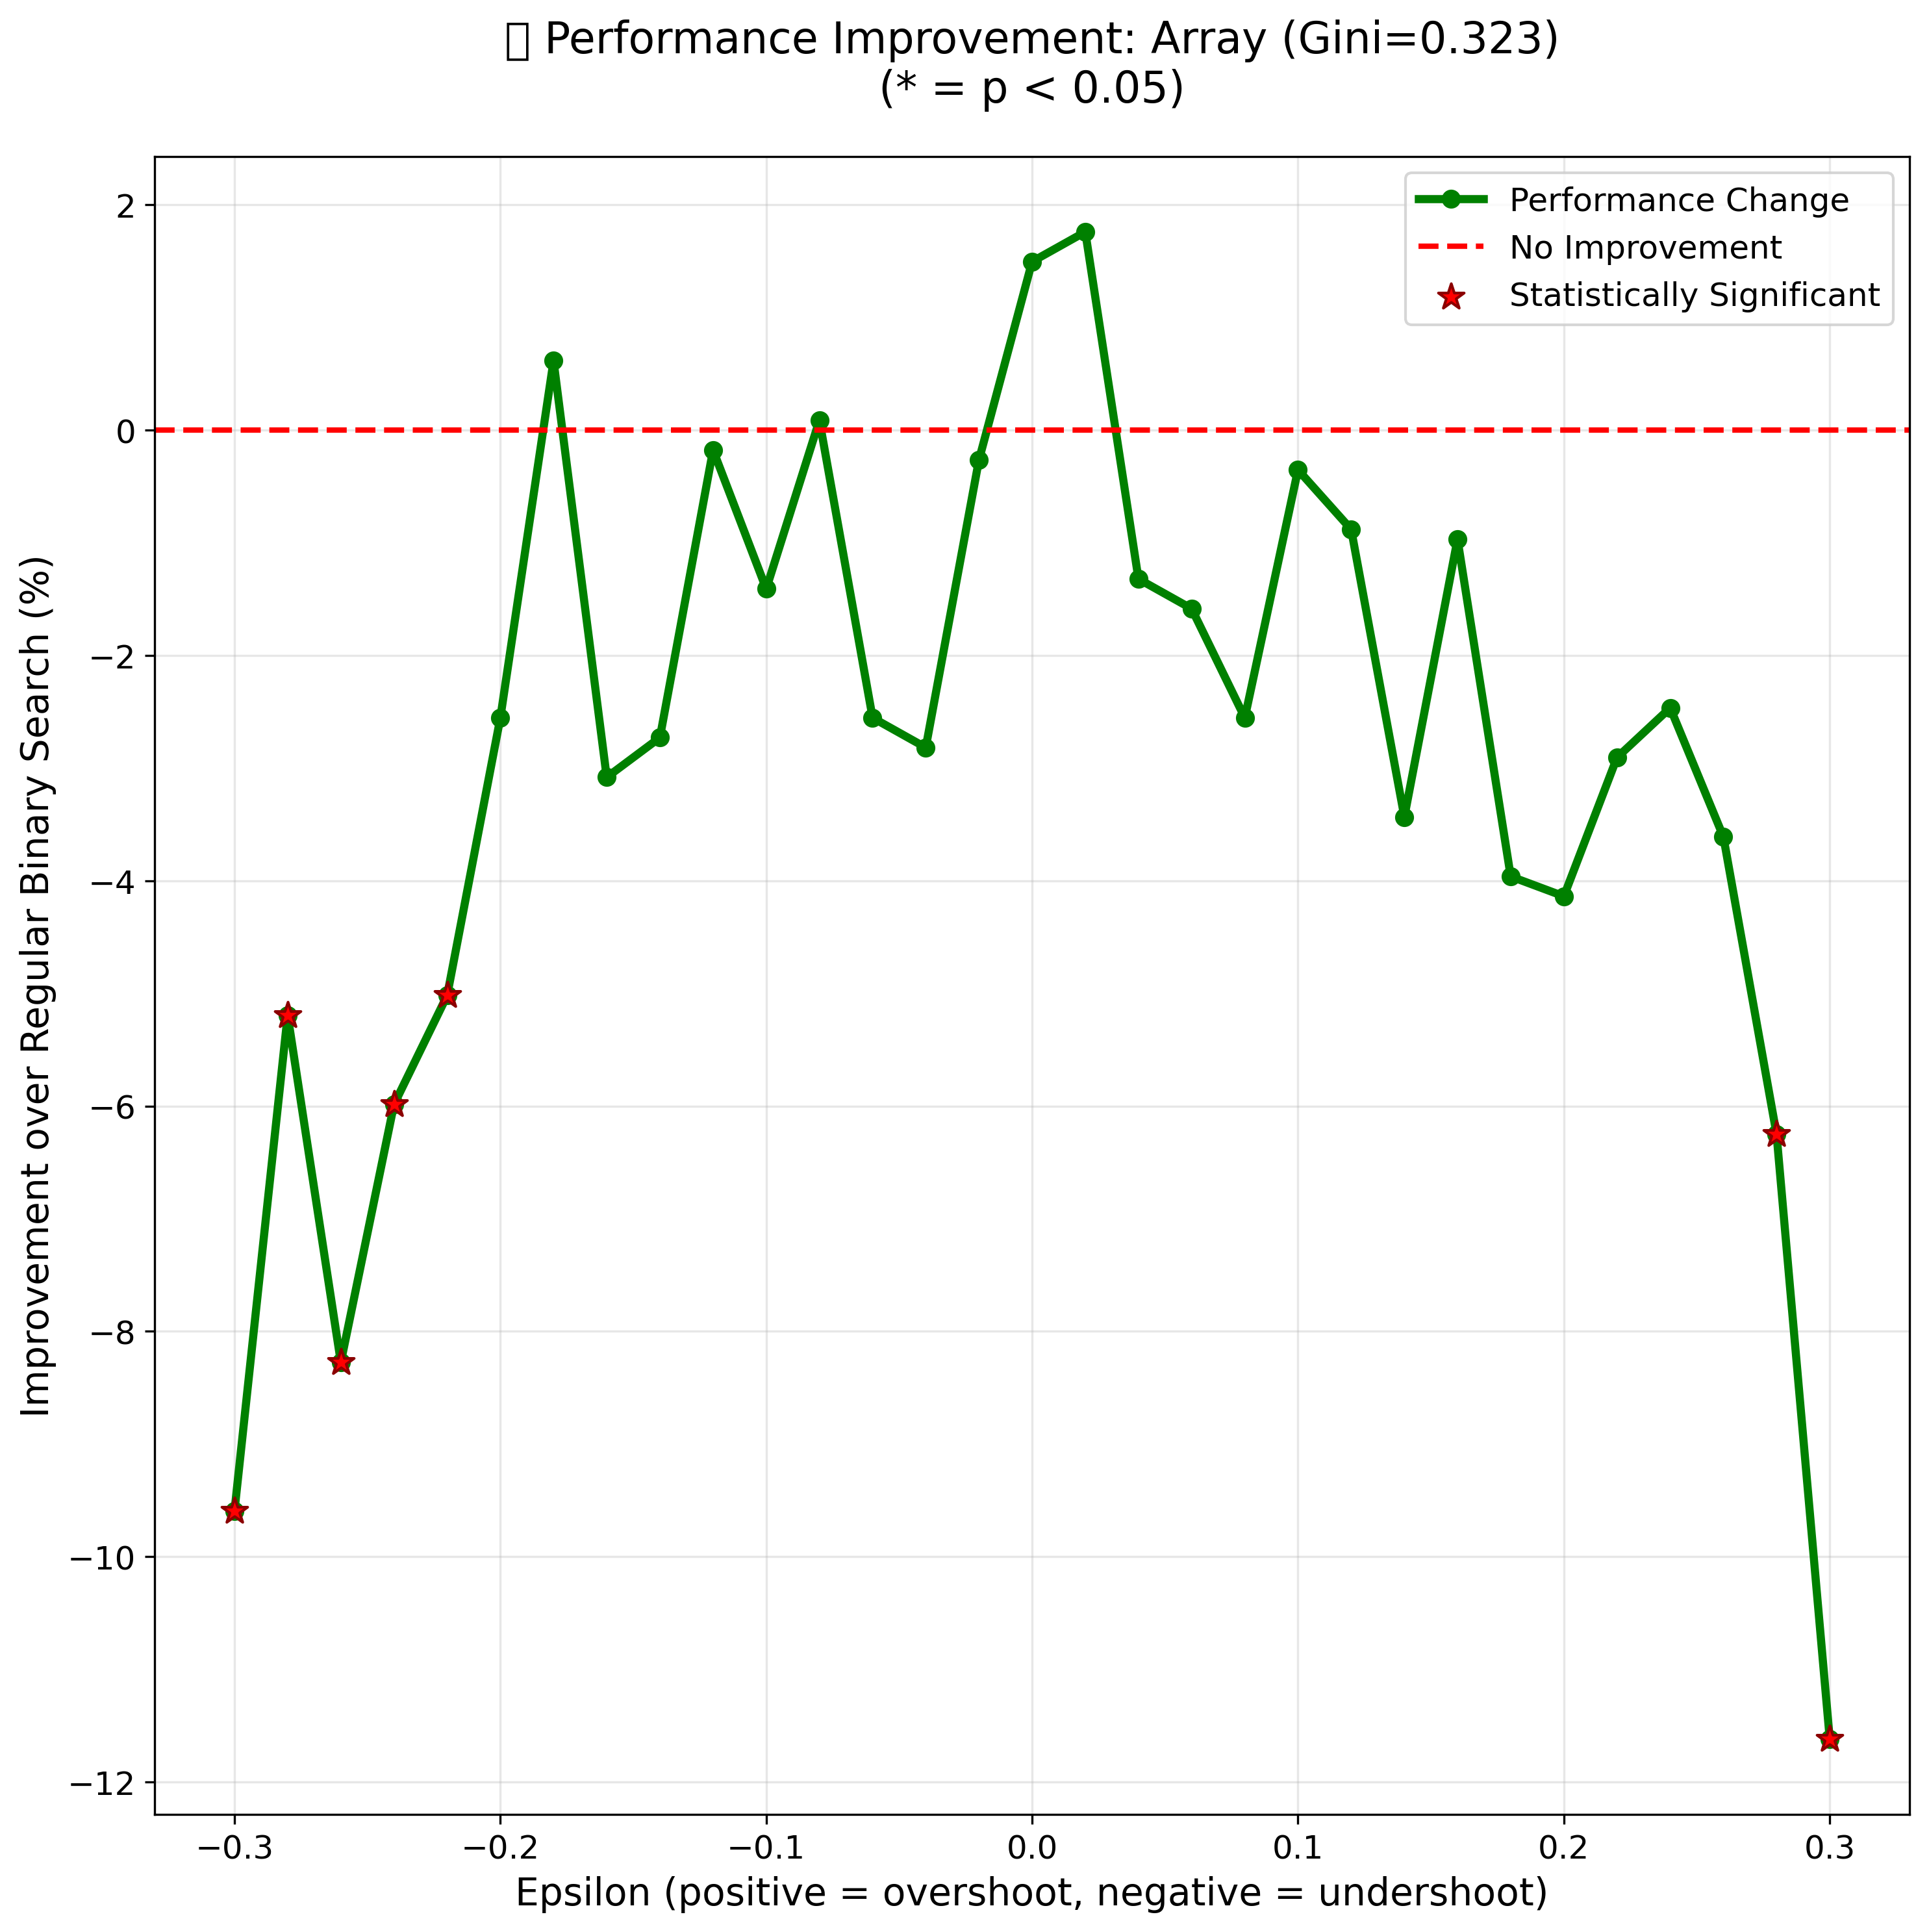 ▯ Performance Improvement: Array (Gini=0.323)
(* = p < 0.05)
Performance Change
No Improvement
Statistically Significant
Improvement over Regular Binary Search (%)
2
0
−2
−4
−6
−8
−10
−12
−0.3
−0.2
−0.1
0.0
0.1
0.2
0.3
Epsilon (positive = overshoot, negative = undershoot)